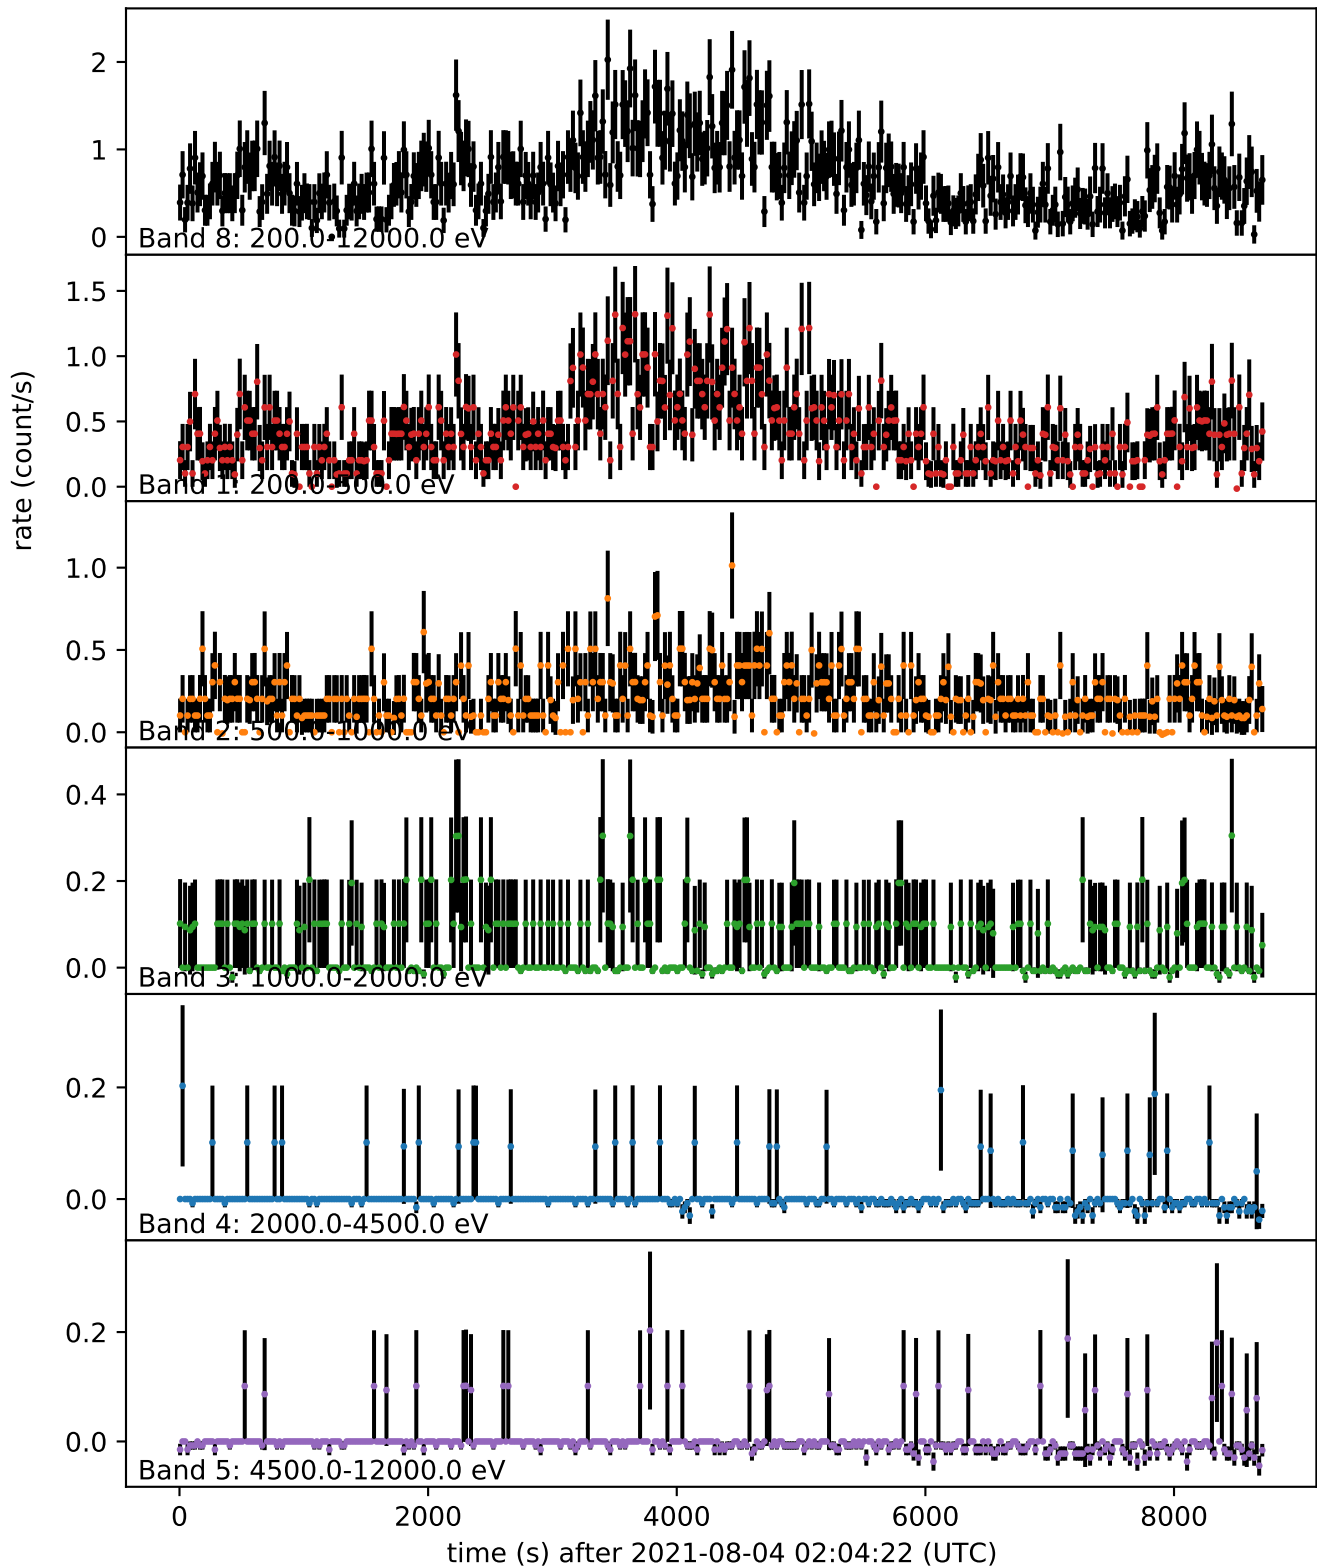 2
1
0
Band 8: 200.0-12000.0 eV
1.5
1.0
0.5
0.0
Band 1: 200.0-500.0 eV
rate (count/s)
1.0
0.5
0.0
Band 2: 500.0-1000.0 eV
0.4
0.2
0.0
Band 3: 1000.0-2000.0 eV
0.2
0.0
Band 4: 2000.0-4500.0 eV
0.2
0.0
Band 5: 4500.0-12000.0 eV
0 2000 4000 6000 8000
time (s) after 2021-08-04 02:04:22 (UTC)